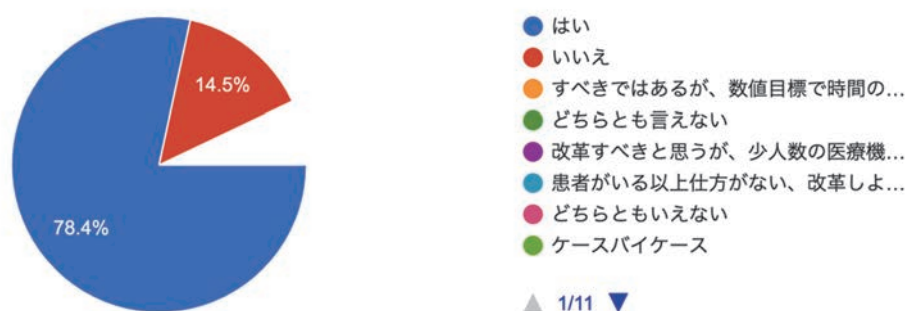 14.5%
78.4%
はい
いいえ
すべきではあるが、数値目標で時間の…
どちらとも言えない
改革すべきと思うが、少人数の医療機…
患者がいる以上仕方がない、改革しよ…
どちらともいえない
ケースバイケース
▲ 1/11 ▼